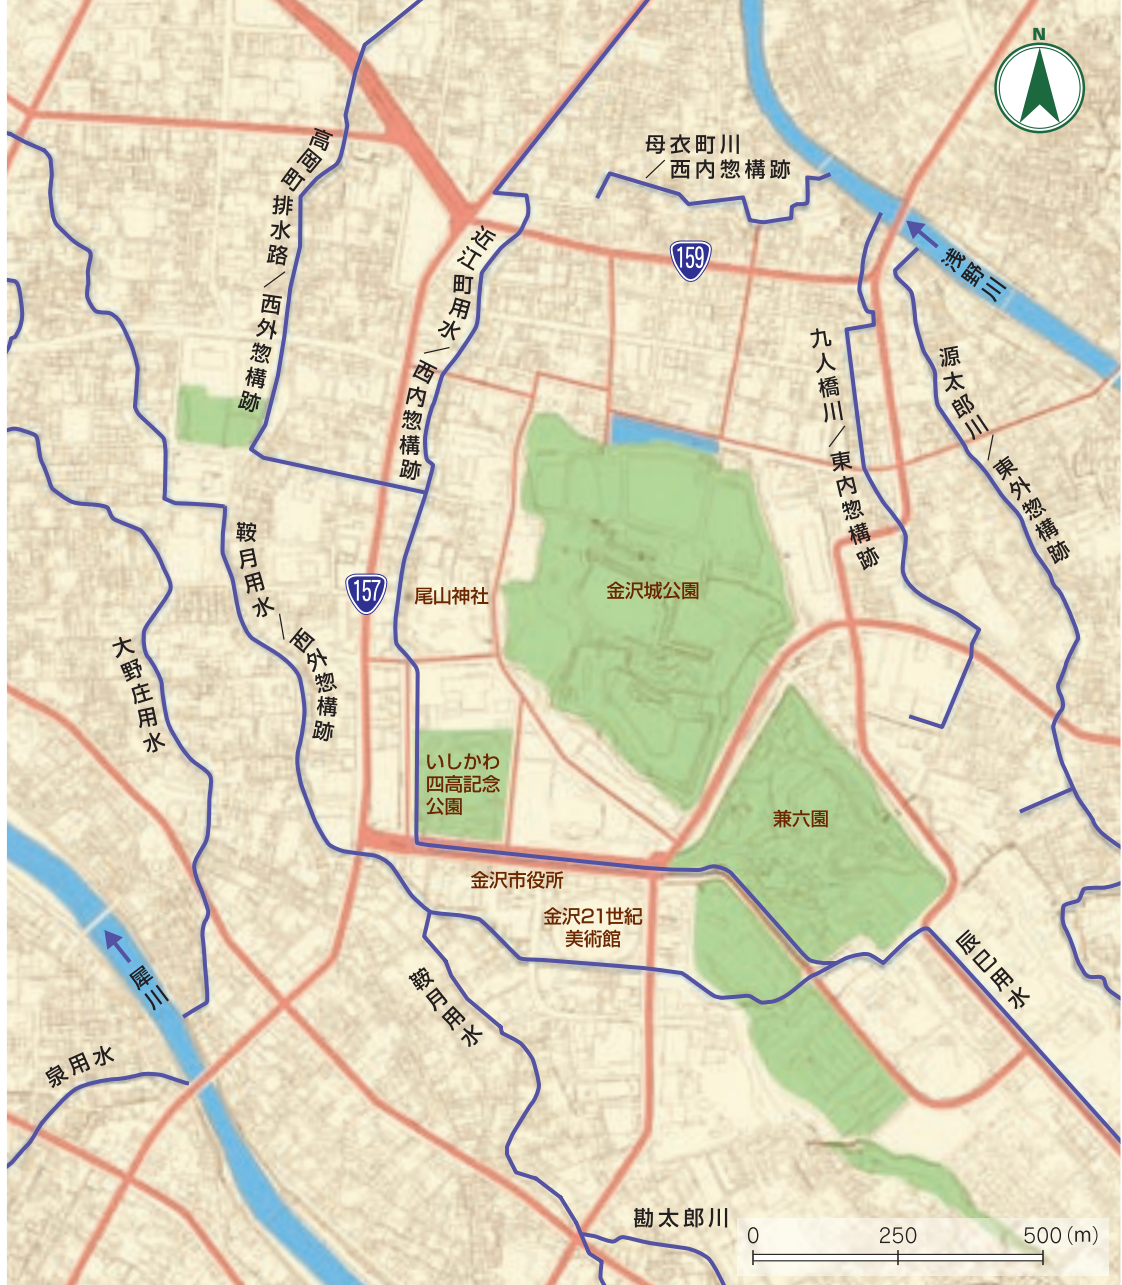 N
母衣町川
／西内惣構跡
高岡町排水路／西外惣構跡
近江町用水／西内惣構跡
159
浅野川
九人橋川／東内惣構跡
源太郎川／東外惣構跡
鞍月用水／西外惣構跡
157
尾山神社
金沢城公園
大野庄用水
いしかわ
四高記念
公園
兼六園
金沢市役所
金沢21世紀
美術館
犀川
鞍月用水
辰巳用水
泉用水
勘太郎川
0 250 500(m)